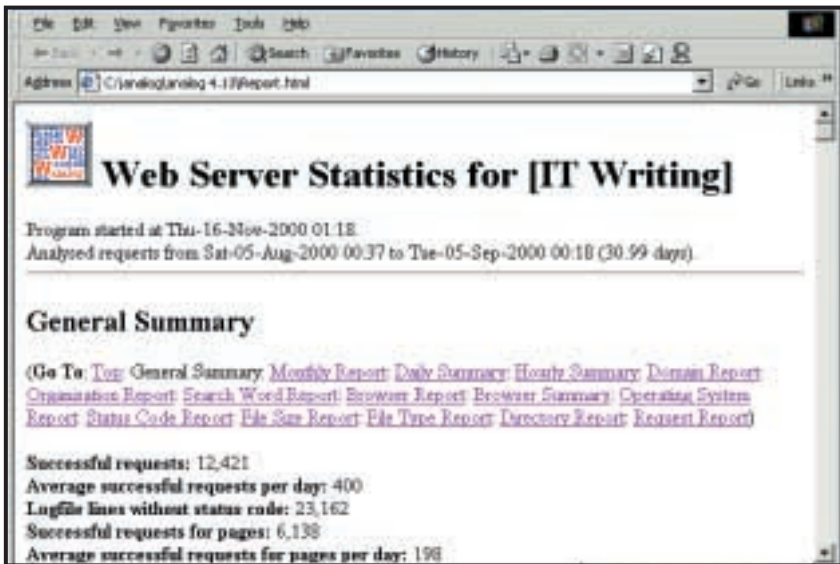 File Edit View Favorites Tools Help
Back Search Favorites History
Address C:\analog\analog 4.13\Report.html Go Links »
Web Server Statistics for [IT Writing]
Program started at Thu-16-Nov-2000 01:18.
Analysed requests from Sat-05-Aug-2000 00:37 to Tue-05-Sep-2000 00:18 (30.99 days).
General Summary
(Go To: Top: General Summary: Monthly Report: Daily Summary: Hourly Summary: Domain Report:
Organisation Report: Search Word Report: Browser Report: Browser Summary: Operating System
Report: Status Code Report: File Size Report: File Type Report: Directory Report: Request Report)
Successful requests: 12,421
Average successful requests per day: 400
Logfile lines without status code: 23,162
Successful requests for pages: 6,138
Average successful requests for pages per day: 198